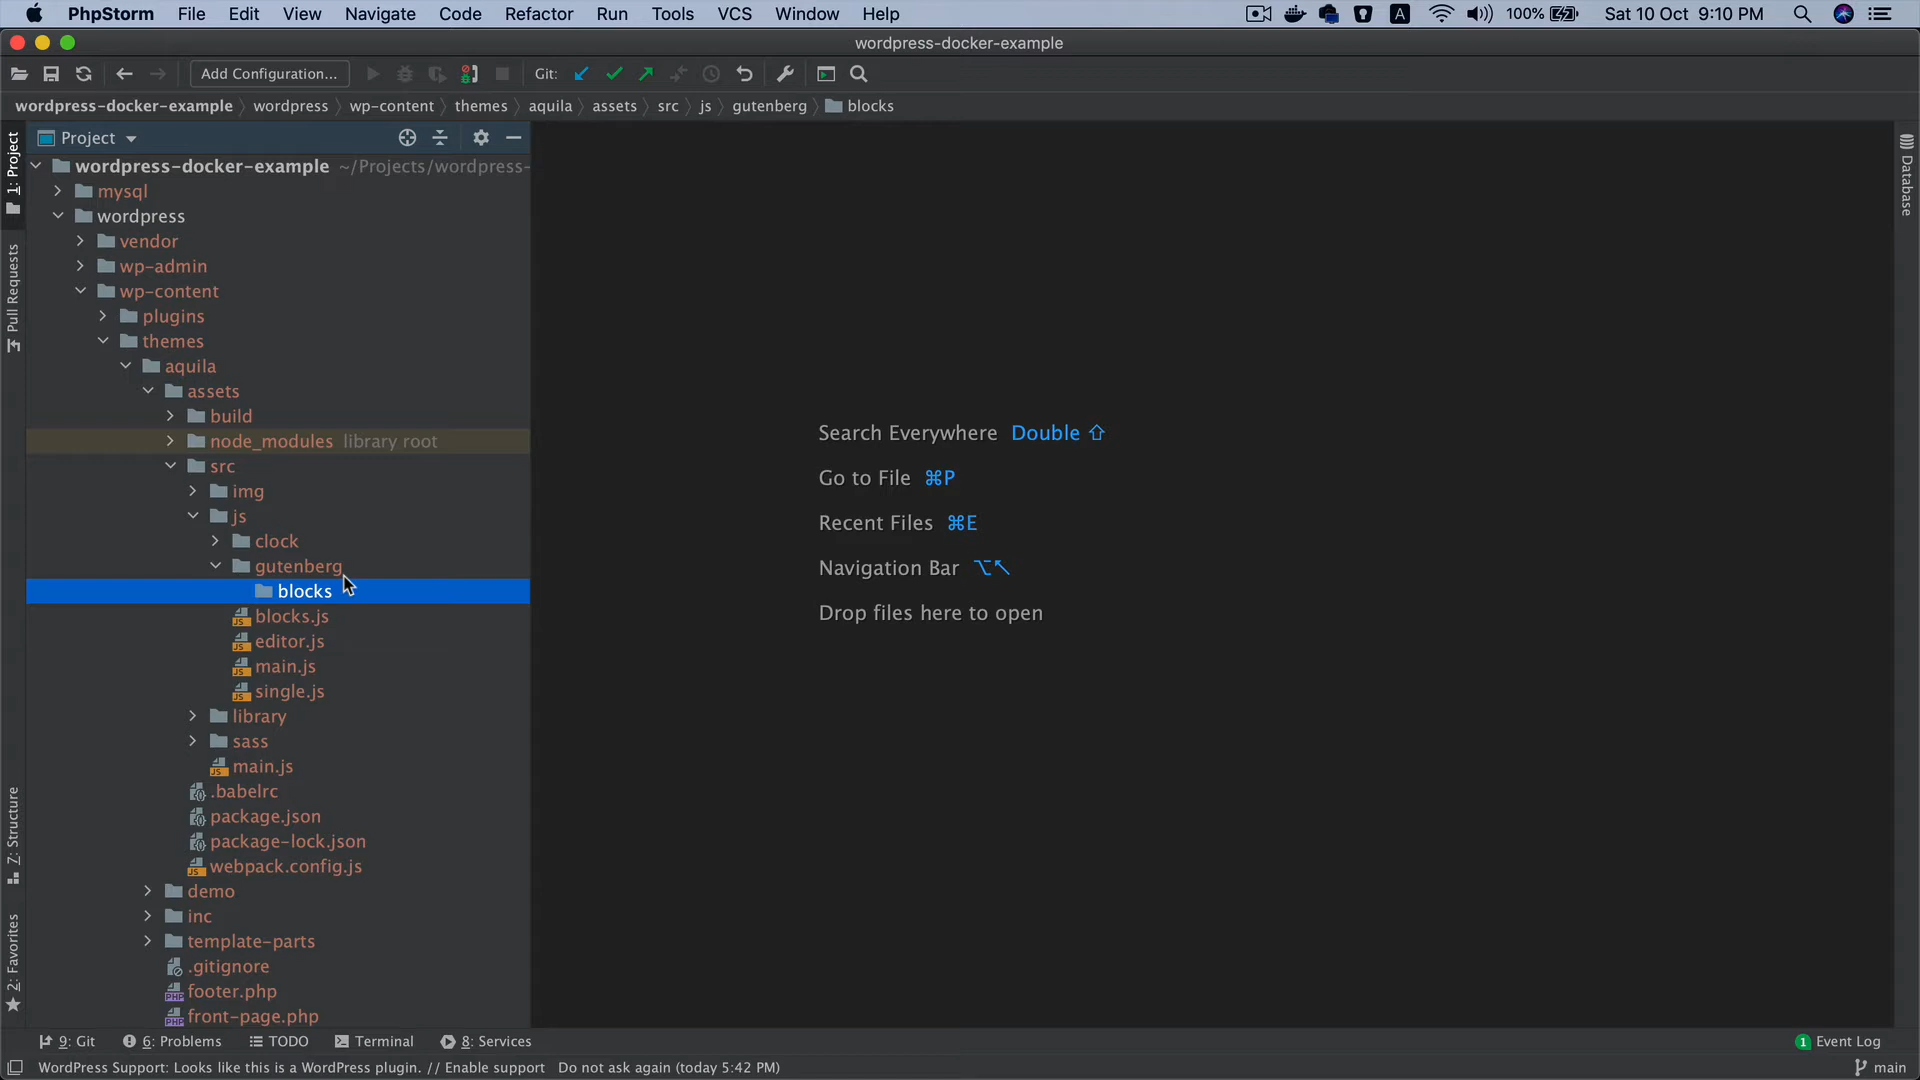 PhpStorm File Edit View Navigate Code Refactor Run Tools VCS Window Help A 100% Sat 10 Oct 9:10 PM
wordpress-docker-example
Add Configuration... Git:
wordpress-docker-example wordpress wp-content themes aquila assets src js gutenberg blocks
Project
wordpress-docker-example ~/Projects/wordpress-
mysql
wordpress
vendor
wp-admin
wp-content
plugins
themes
aquila
assets
build
node_modules library root
src
img
js
clock
gutenberg
blocks
blocks.js
editor.js
main.js
single.js
library
sass
main.js
.babelrc
package.json
package-lock.json
webpack.config.js
demo
inc
template-parts
.gitignore
footer.php
front-page.php
1: Project
Pull Requests
Z: Structure
2: Favorites
Search Everywhere Double ⇧
Go to File ⌘P
Recent Files ⌘E
Navigation Bar ⌥↖
Drop files here to open
Database
9: Git 6: Problems TODO Terminal 8: Services 1 Event Log
WordPress Support: Looks like this is a WordPress plugin. // Enable support Do not ask again (today 5:42 PM) main